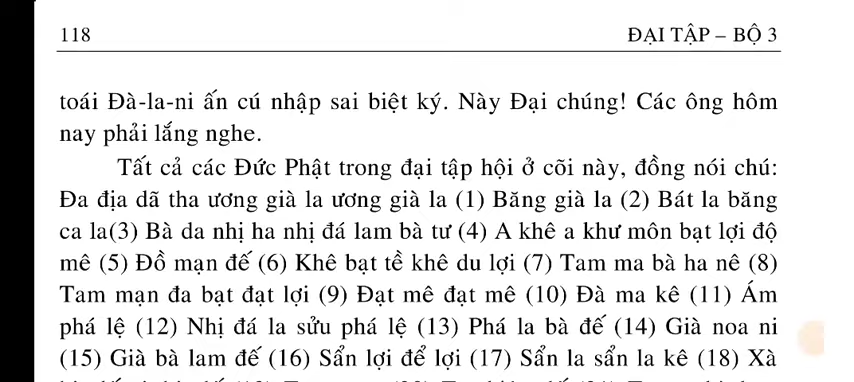 118 ĐẠI TẬP – BỘ 3
toái Đà-la-ni ấn cú nhập sai biệt ký. Này Đại chúng! Các ông hôm
nay phải lắng nghe.
Tất cả các Đức Phật trong đại tập hội ở cõi này, đồng nói chú:
Đa địa dã tha ương già la ương già la (1) Băng già la (2) Bát la băng
ca la(3) Bà da nhị ha nhị đá lam bà tư (4) A khê a khư môn bạt lợi độ
mê (5) Đồ mạn đế (6) Khê bạt tề khê du lợi (7) Tam ma bà ha nê (8)
Tam mạn đa bạt đạt lợi (9) Đạt mê đạt mê (10) Đà ma kê (11) Ám
phá lệ (12) Nhị đá la sửu phá lệ (13) Phá la bà đế (14) Già noa ni
(15) Già bà lam đế (16) Sẩn lợi để lợi (17) Sẩn la sẩn la kê (18) Xà